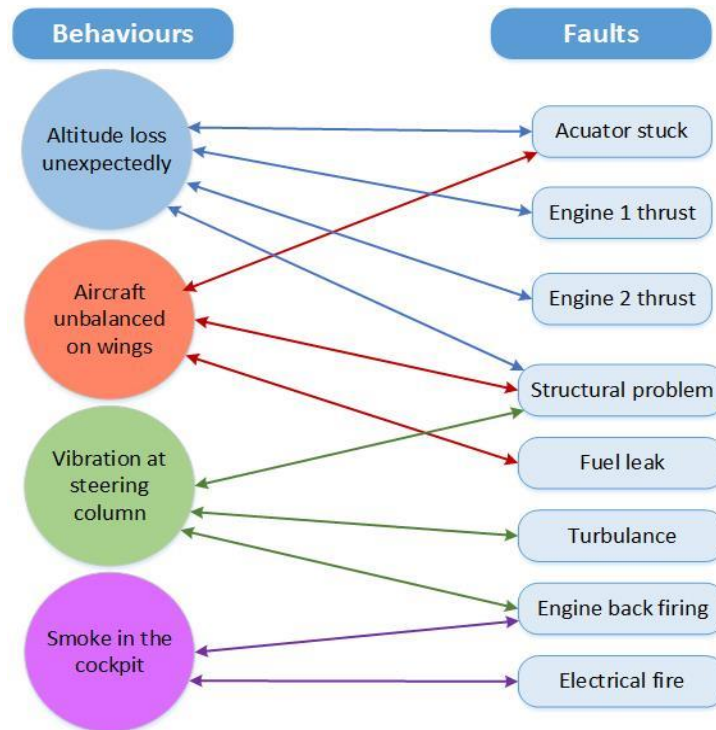 Behaviours
Faults
Altitude loss
unexpectedly
Aircraft
unbalanced
on wings
Vibration at
steering
column
Smoke in the
cockpit
Acuator stuck
Engine 1 thrust
Engine 2 thrust
Structural problem
Fuel leak
Turbulance
Engine back firing
Electrical fire